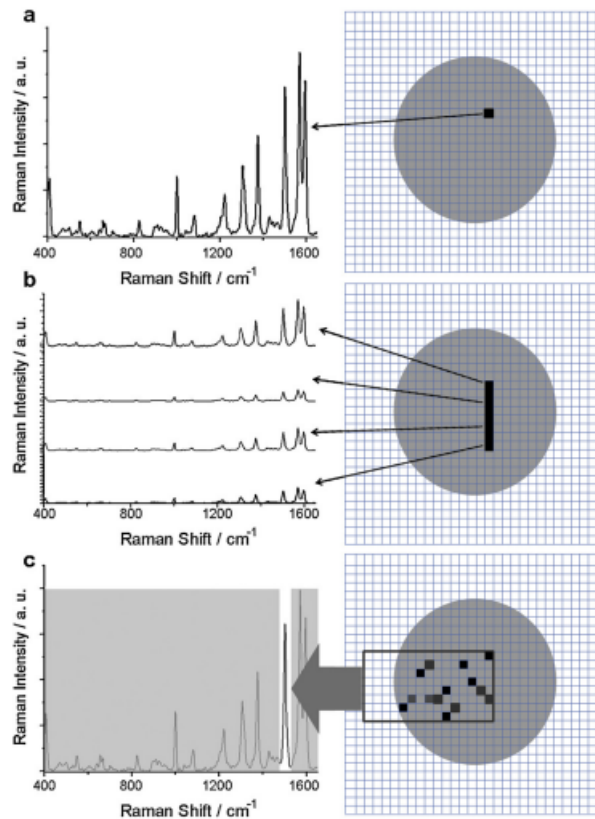 a
Raman Intensity / a. u.
400 800 1200 1600
Raman Shift / cm-1
b
Raman Intensity / a. u.
400 800 1200 1600
Raman Shift / cm-1
c
Raman Intensity / a. u.
400 800 1200 1600
Raman Shift / cm-1